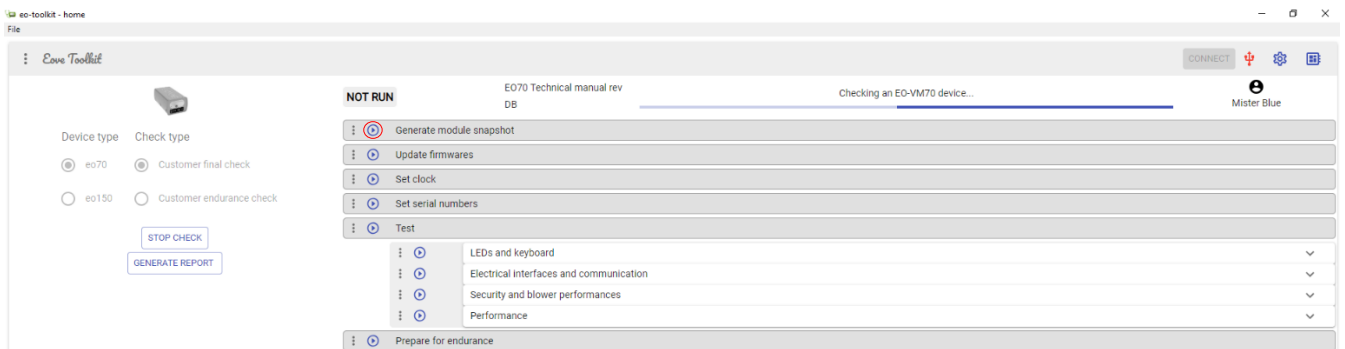 eo-toolkit - home
File
Eove Toolkit
CONNECT
NOT RUN
EO70 Technical manual rev
DB
Checking an EO-VM70 device...
Mister Blue
Device type
Check type
eo70
Customer final check
eo150
Customer endurance check
STOP CHECK
GENERATE REPORT
Generate module snapshot
Update firmwares
Set clock
Set serial numbers
Test
LEDs and keyboard
Electrical interfaces and communication
Security and blower performances
Performance
Prepare for endurance